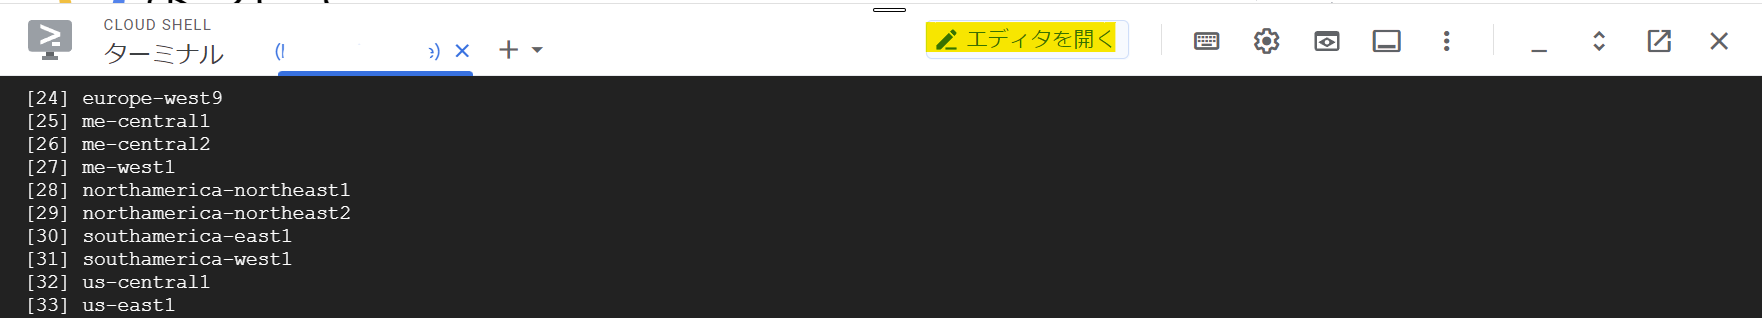 CLOUD SHELL
ターミナル
エディタを開く
[24] europe-west9
[25] me-central1
[26] me-central2
[27] me-west1
[28] northamerica-northeast1
[29] northamerica-northeast2
[30] southamerica-east1
[31] southamerica-west1
[32] us-central1
[33] us-east1